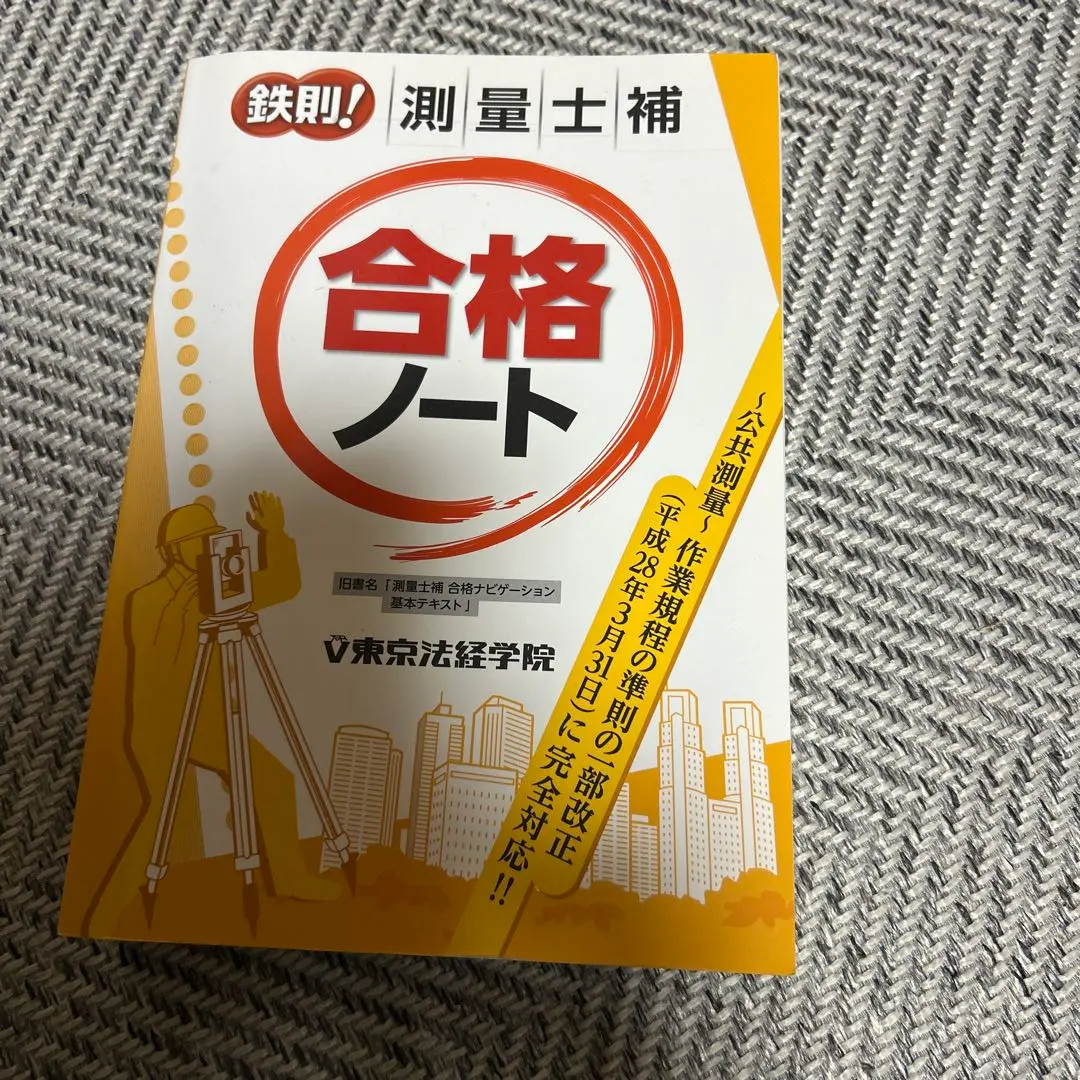 鉄則!
測量士補
合格
ノート
旧書名「測量士補 合格ナビゲーション
基本テキスト」
東京法経学院
~公共測量~ 作業規程の準則の一部改正
(平成28年3月31日)に完全対応!!